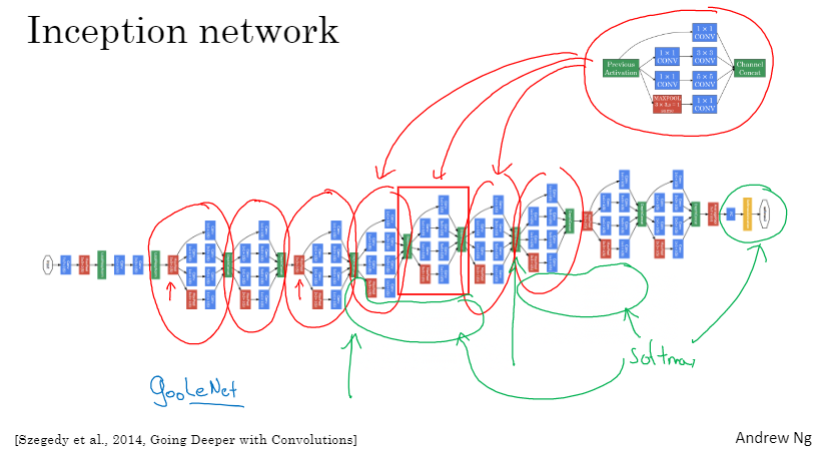 Inception network
1 × 1
CONV
1 × 1
CONV
3 × 3
CONV
Previous
Activation
Channel
Concat
1 × 1
CONV
5 × 5
CONV
MAXPOOL
1 × 1
CONV
softmax
GooLeNet
[Szegedy et al., 2014, Going Deeper with Convolutions]
Andrew Ng